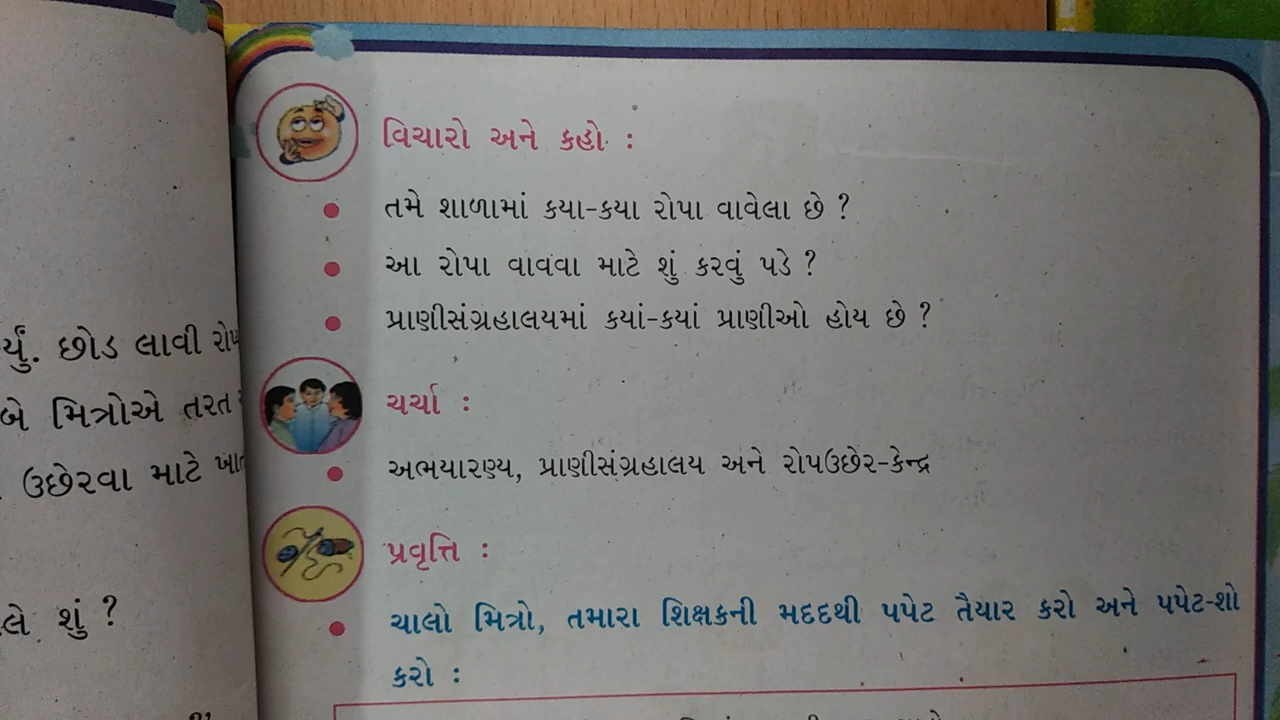 ર્યું. છોડ લાવી
બે મિત્રોએ તરત
ઉછેરવા માટે
શું ?
વિચારો અને કહો :
• તમે શાળામાં કયા-કયા રોપા વાવેલા છે ?
• આ રોપા વાવવા માટે શું કરવું પડે ?
• પ્રાણીસંગ્રહાલયમાં કયાં-કયાં પ્રાણીઓ હોય છે ?
ચર્ચા :
• અભયારણ્ય, પ્રાણીસંગ્રહાલય અને રોપઉછેર-કેન્દ્ર
પ્રવૃત્તિ :
• ચાલો મિત્રો, તમારા શિક્ષકની મદદથી પપેટ તૈયાર કરો અને પપેટ-શો
કરો :